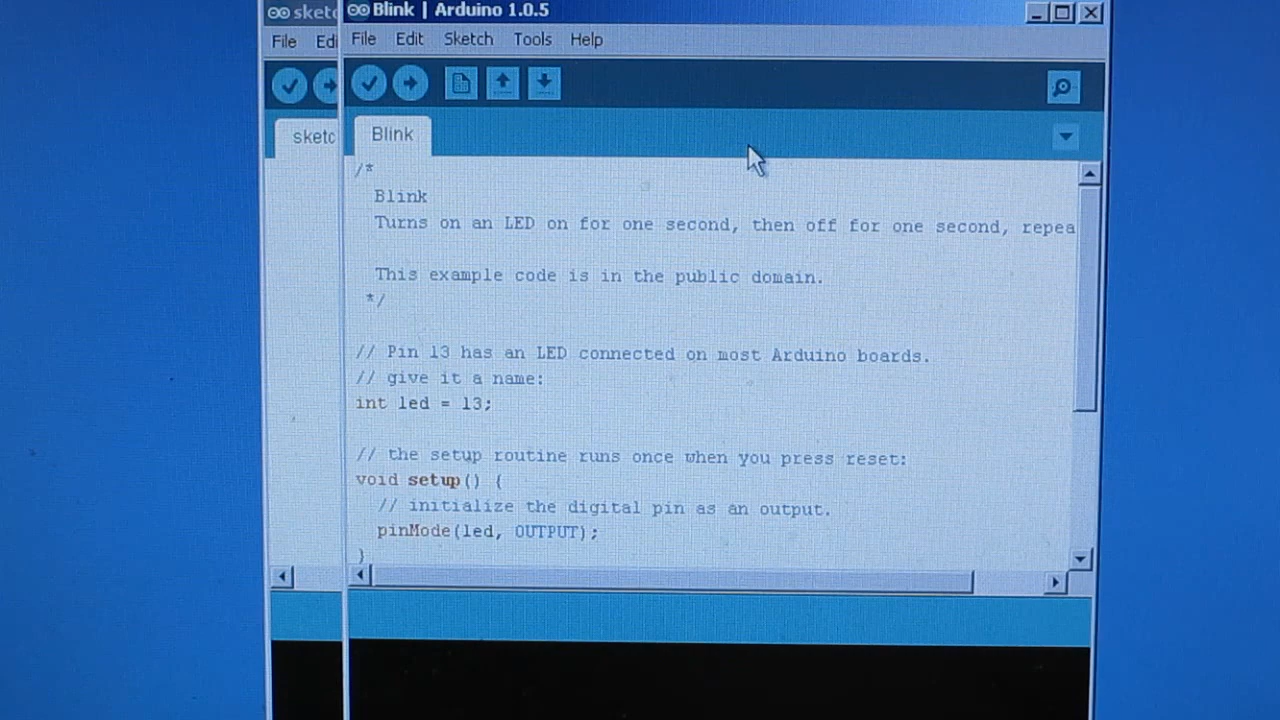 sketc
Blink | Arduino 1.0.5
File Edi
File Edit Sketch Tools Help
sketc
Blink
/*
Blink
Turns on an LED on for one second, then off for one second, repea
This example code is in the public domain.
*/
// Pin 13 has an LED connected on most Arduino boards.
// give it a name:
int led = 13;
// the setup routine runs once when you press reset:
void setup() {
// initialize the digital pin as an output.
pinMode(led, OUTPUT);
}